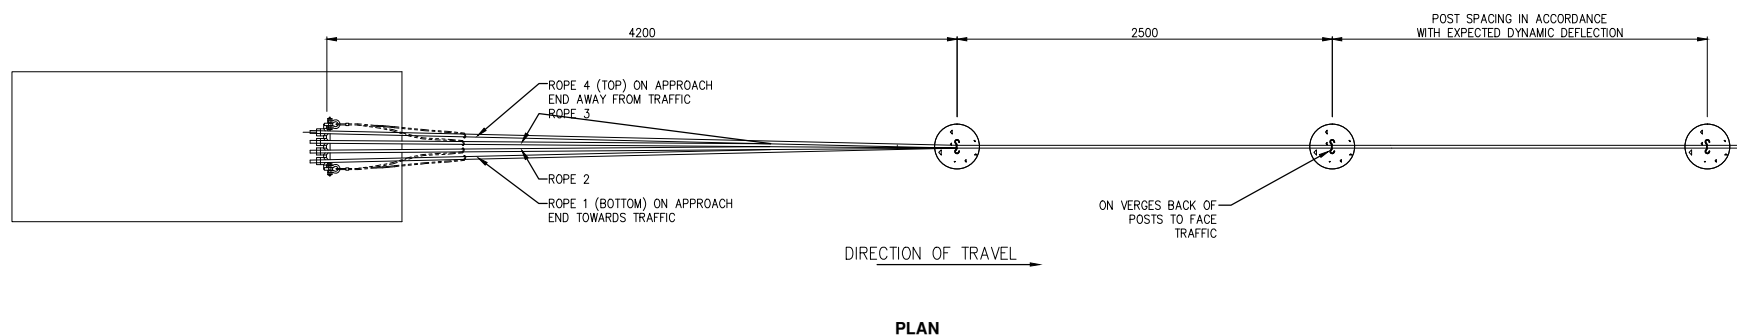 POST SPACING IN ACCORDANCE
WITH EXPECTED DYNAMIC DEFLECTION
4200
2500
ROPE 4 (TOP) ON APPROACH
END AWAY FROM TRAFFIC
ROPE 3
ROPE 2
ROPE 1 (BOTTOM) ON APPROACH
END TOWARDS TRAFFIC
ON VERGES BACK OF
POSTS TO FACE
TRAFFIC
DIRECTION OF TRAVEL
PLAN